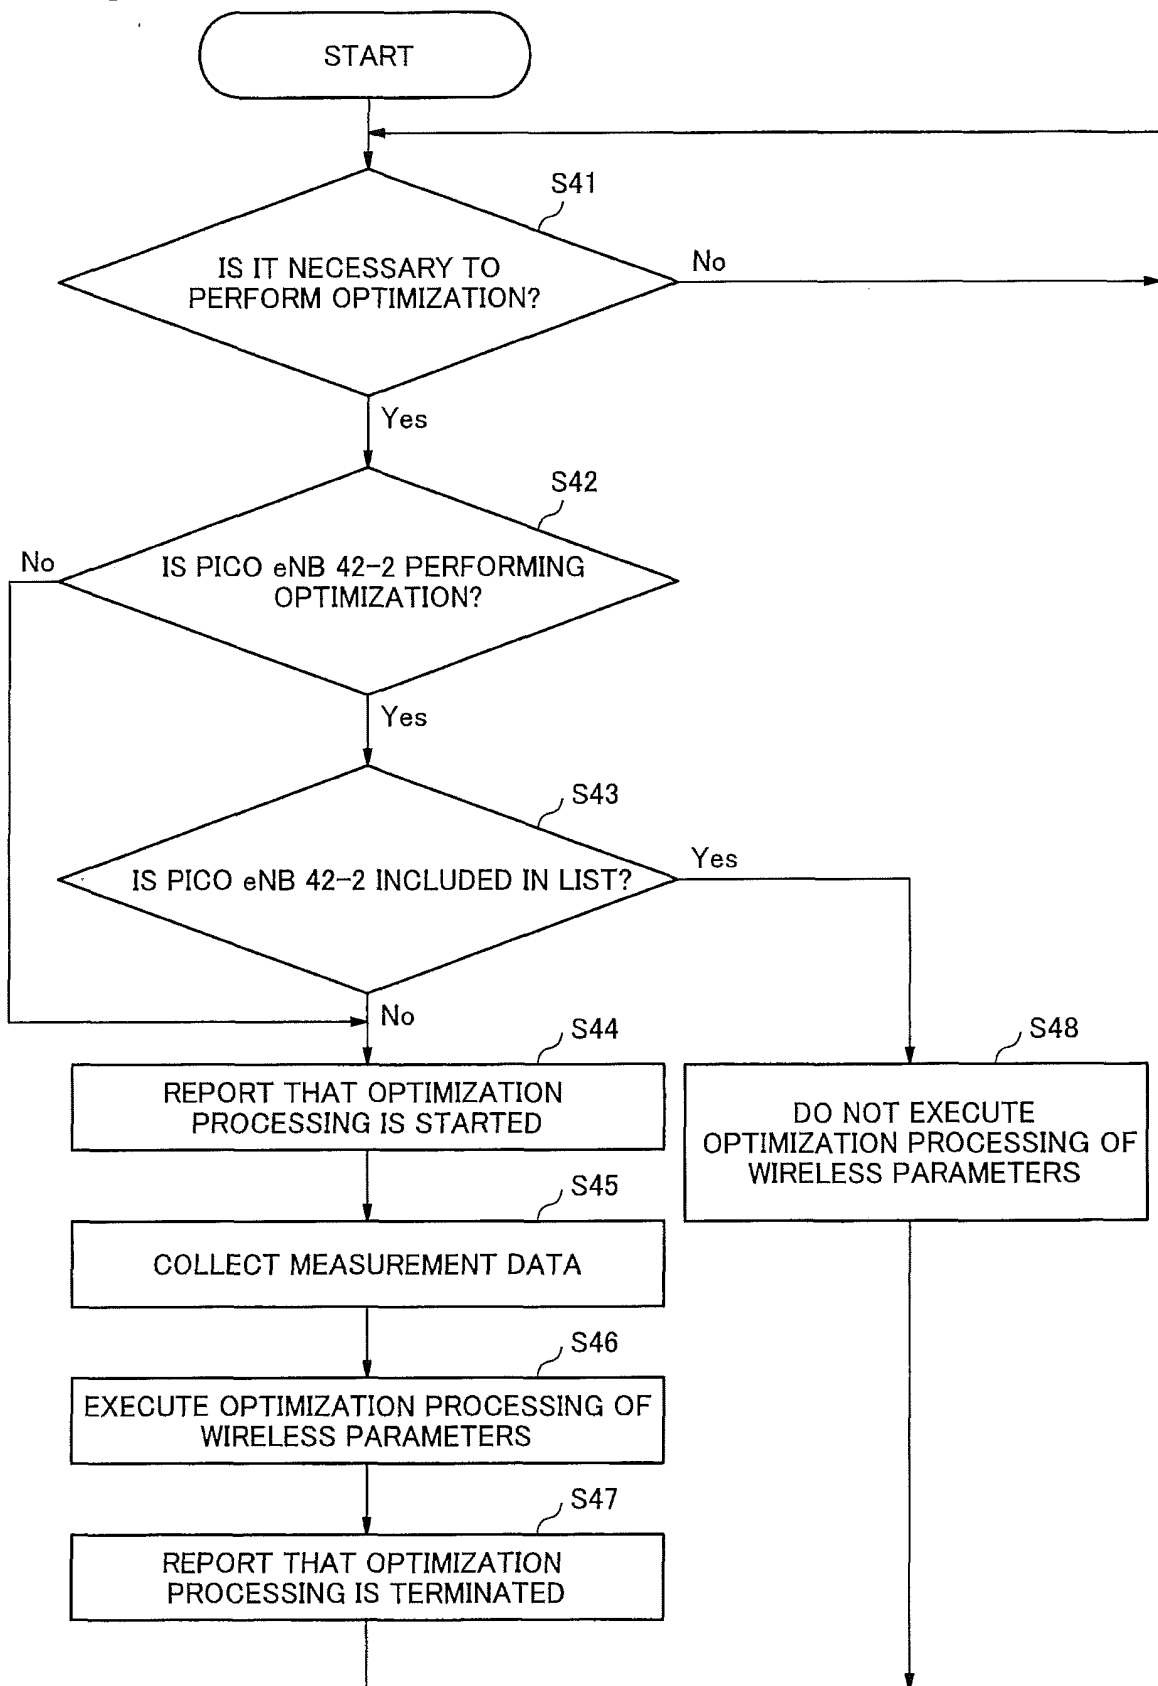 START
S41
IS IT NECESSARY TO
PERFORM OPTIMIZATION?
No
Yes
S42
No
IS PICO eNB 42-2 PERFORMING
OPTIMIZATION?
Yes
S43
IS PICO eNB 42-2 INCLUDED IN LIST?
Yes
No
S44
REPORT THAT OPTIMIZATION
PROCESSING IS STARTED
S48
DO NOT EXECUTE
OPTIMIZATION PROCESSING OF
WIRELESS PARAMETERS
S45
COLLECT MEASUREMENT DATA
S46
EXECUTE OPTIMIZATION PROCESSING OF
WIRELESS PARAMETERS
S47
REPORT THAT OPTIMIZATION
PROCESSING IS TERMINATED